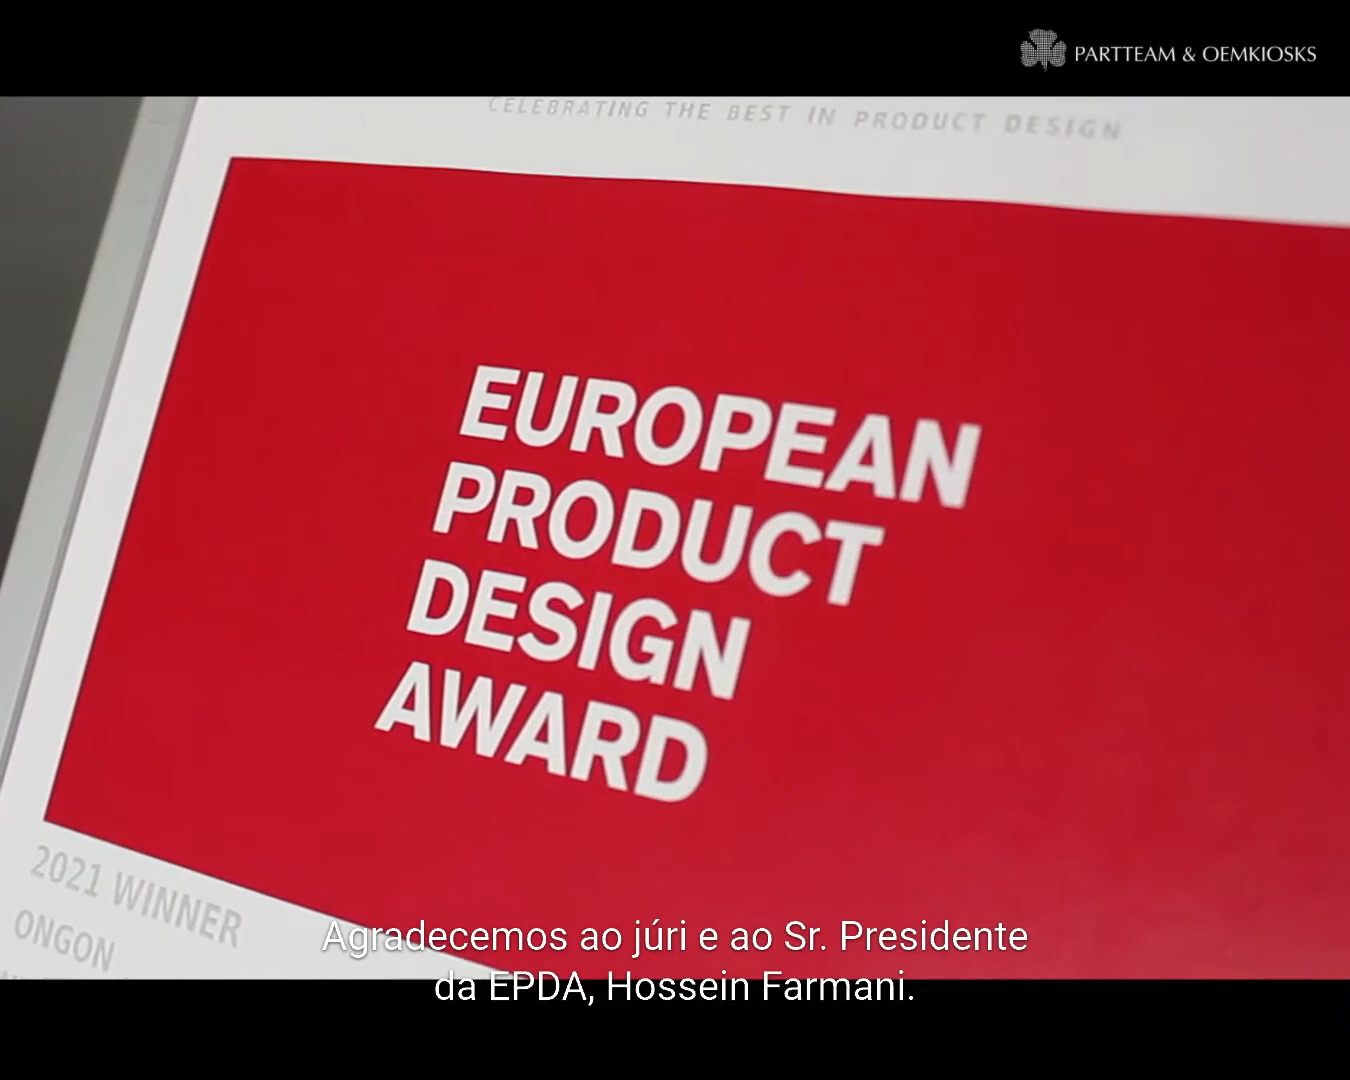 PARTTEAM & OEMKIOSKS
CELEBRATING THE BEST IN PRODUCT DESIGN
EUROPEAN
PRODUCT
DESIGN
AWARD
2021 WINNER
ONGON
Agradecemos ao júri e ao Sr. Presidente
da EPDA, Hossein Farmani.